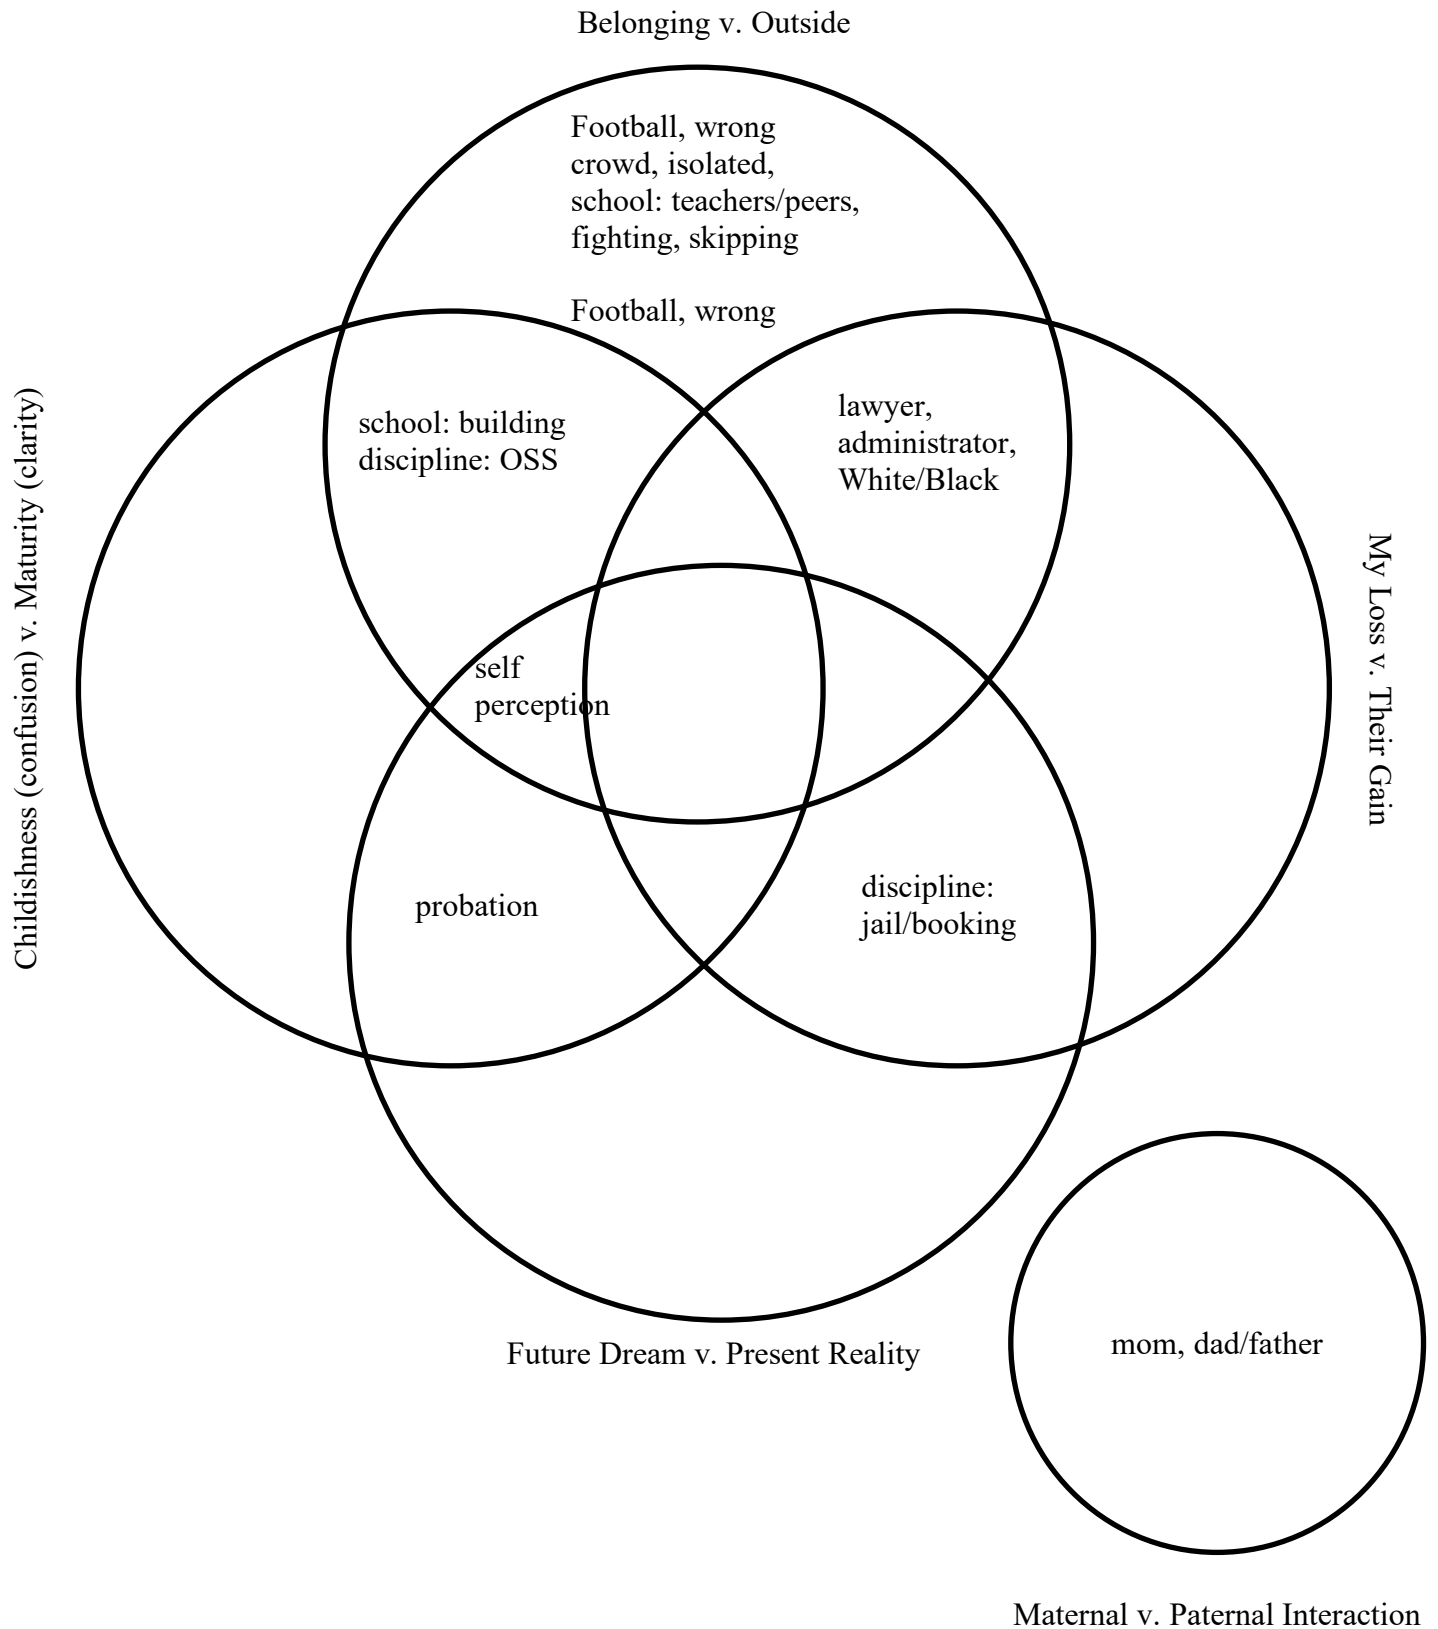 Belonging v. Outside
Football, wrong
crowd, isolated,
school: teachers/peers,
fighting, skipping
Football, wrong
Childishness (confusion) v. Maturity (clarity)
school: building
discipline: OSS
lawyer,
administrator,
White/Black
My Loss v. Their Gain
self
perception
probation
discipline:
jail/booking
Future Dream v. Present Reality
mom, dad/father
Maternal v. Paternal Interaction